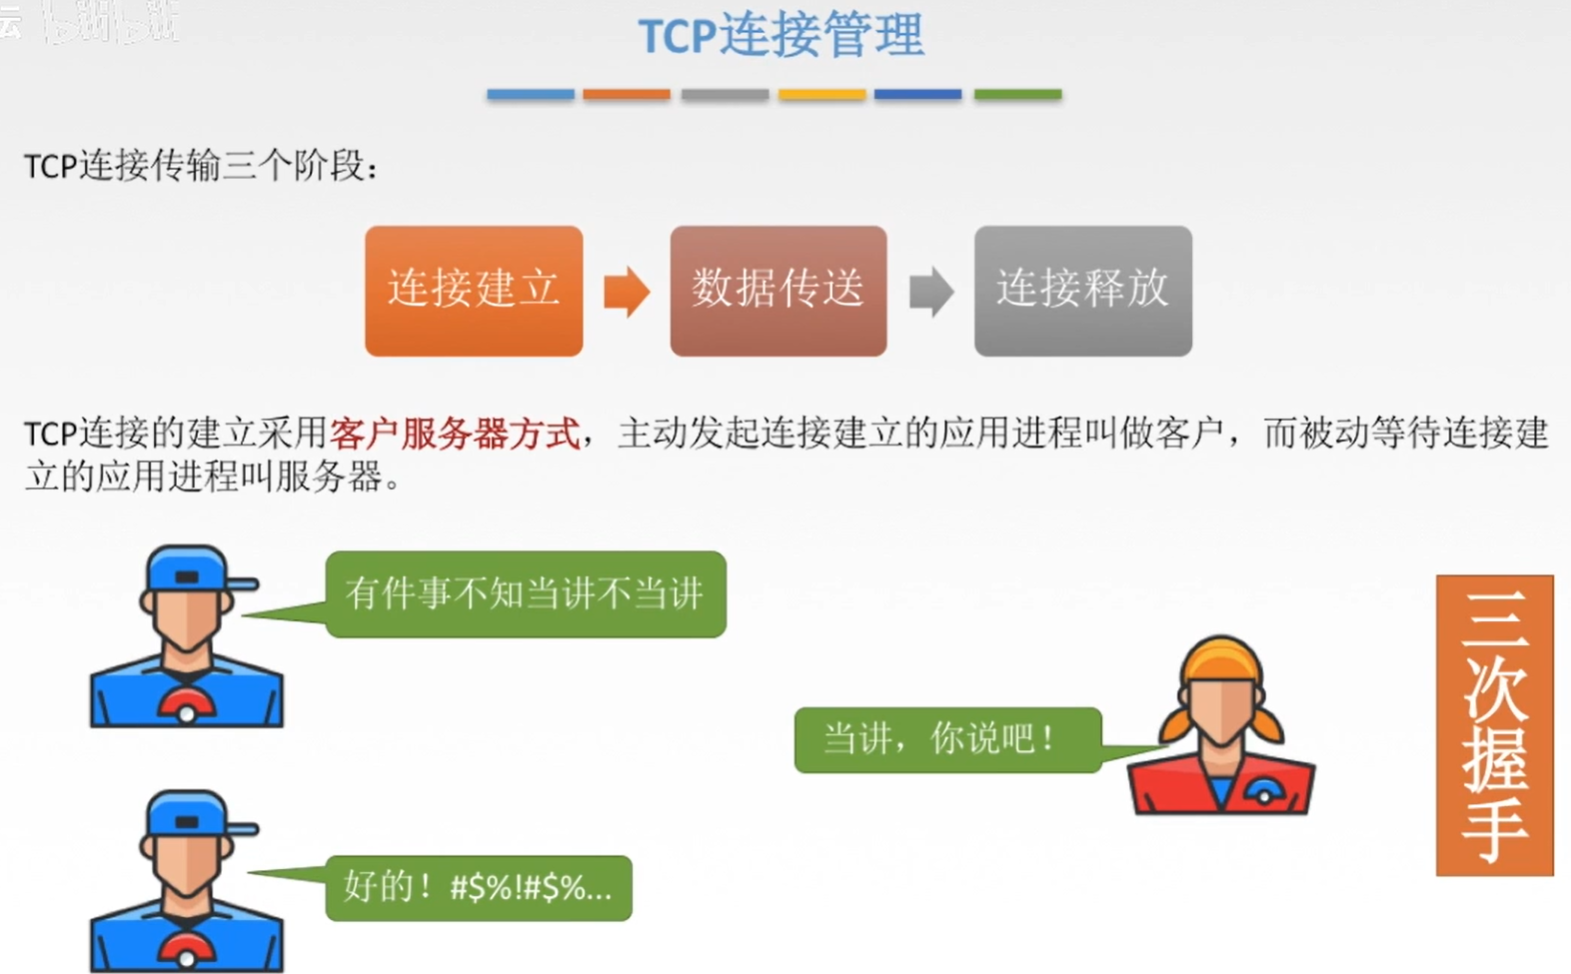 云 bilibili
TCP连接管理
TCP连接传输三个阶段：
连接建立
数据传送
连接释放
TCP连接的建立采用客户服务器方式，主动发起连接建立的应用进程叫做客户，而被动等待连接建
立的应用进程叫服务器。
有件事不知当讲不当讲
当讲，你说吧！
好的！#$%!#$%...
三次握手